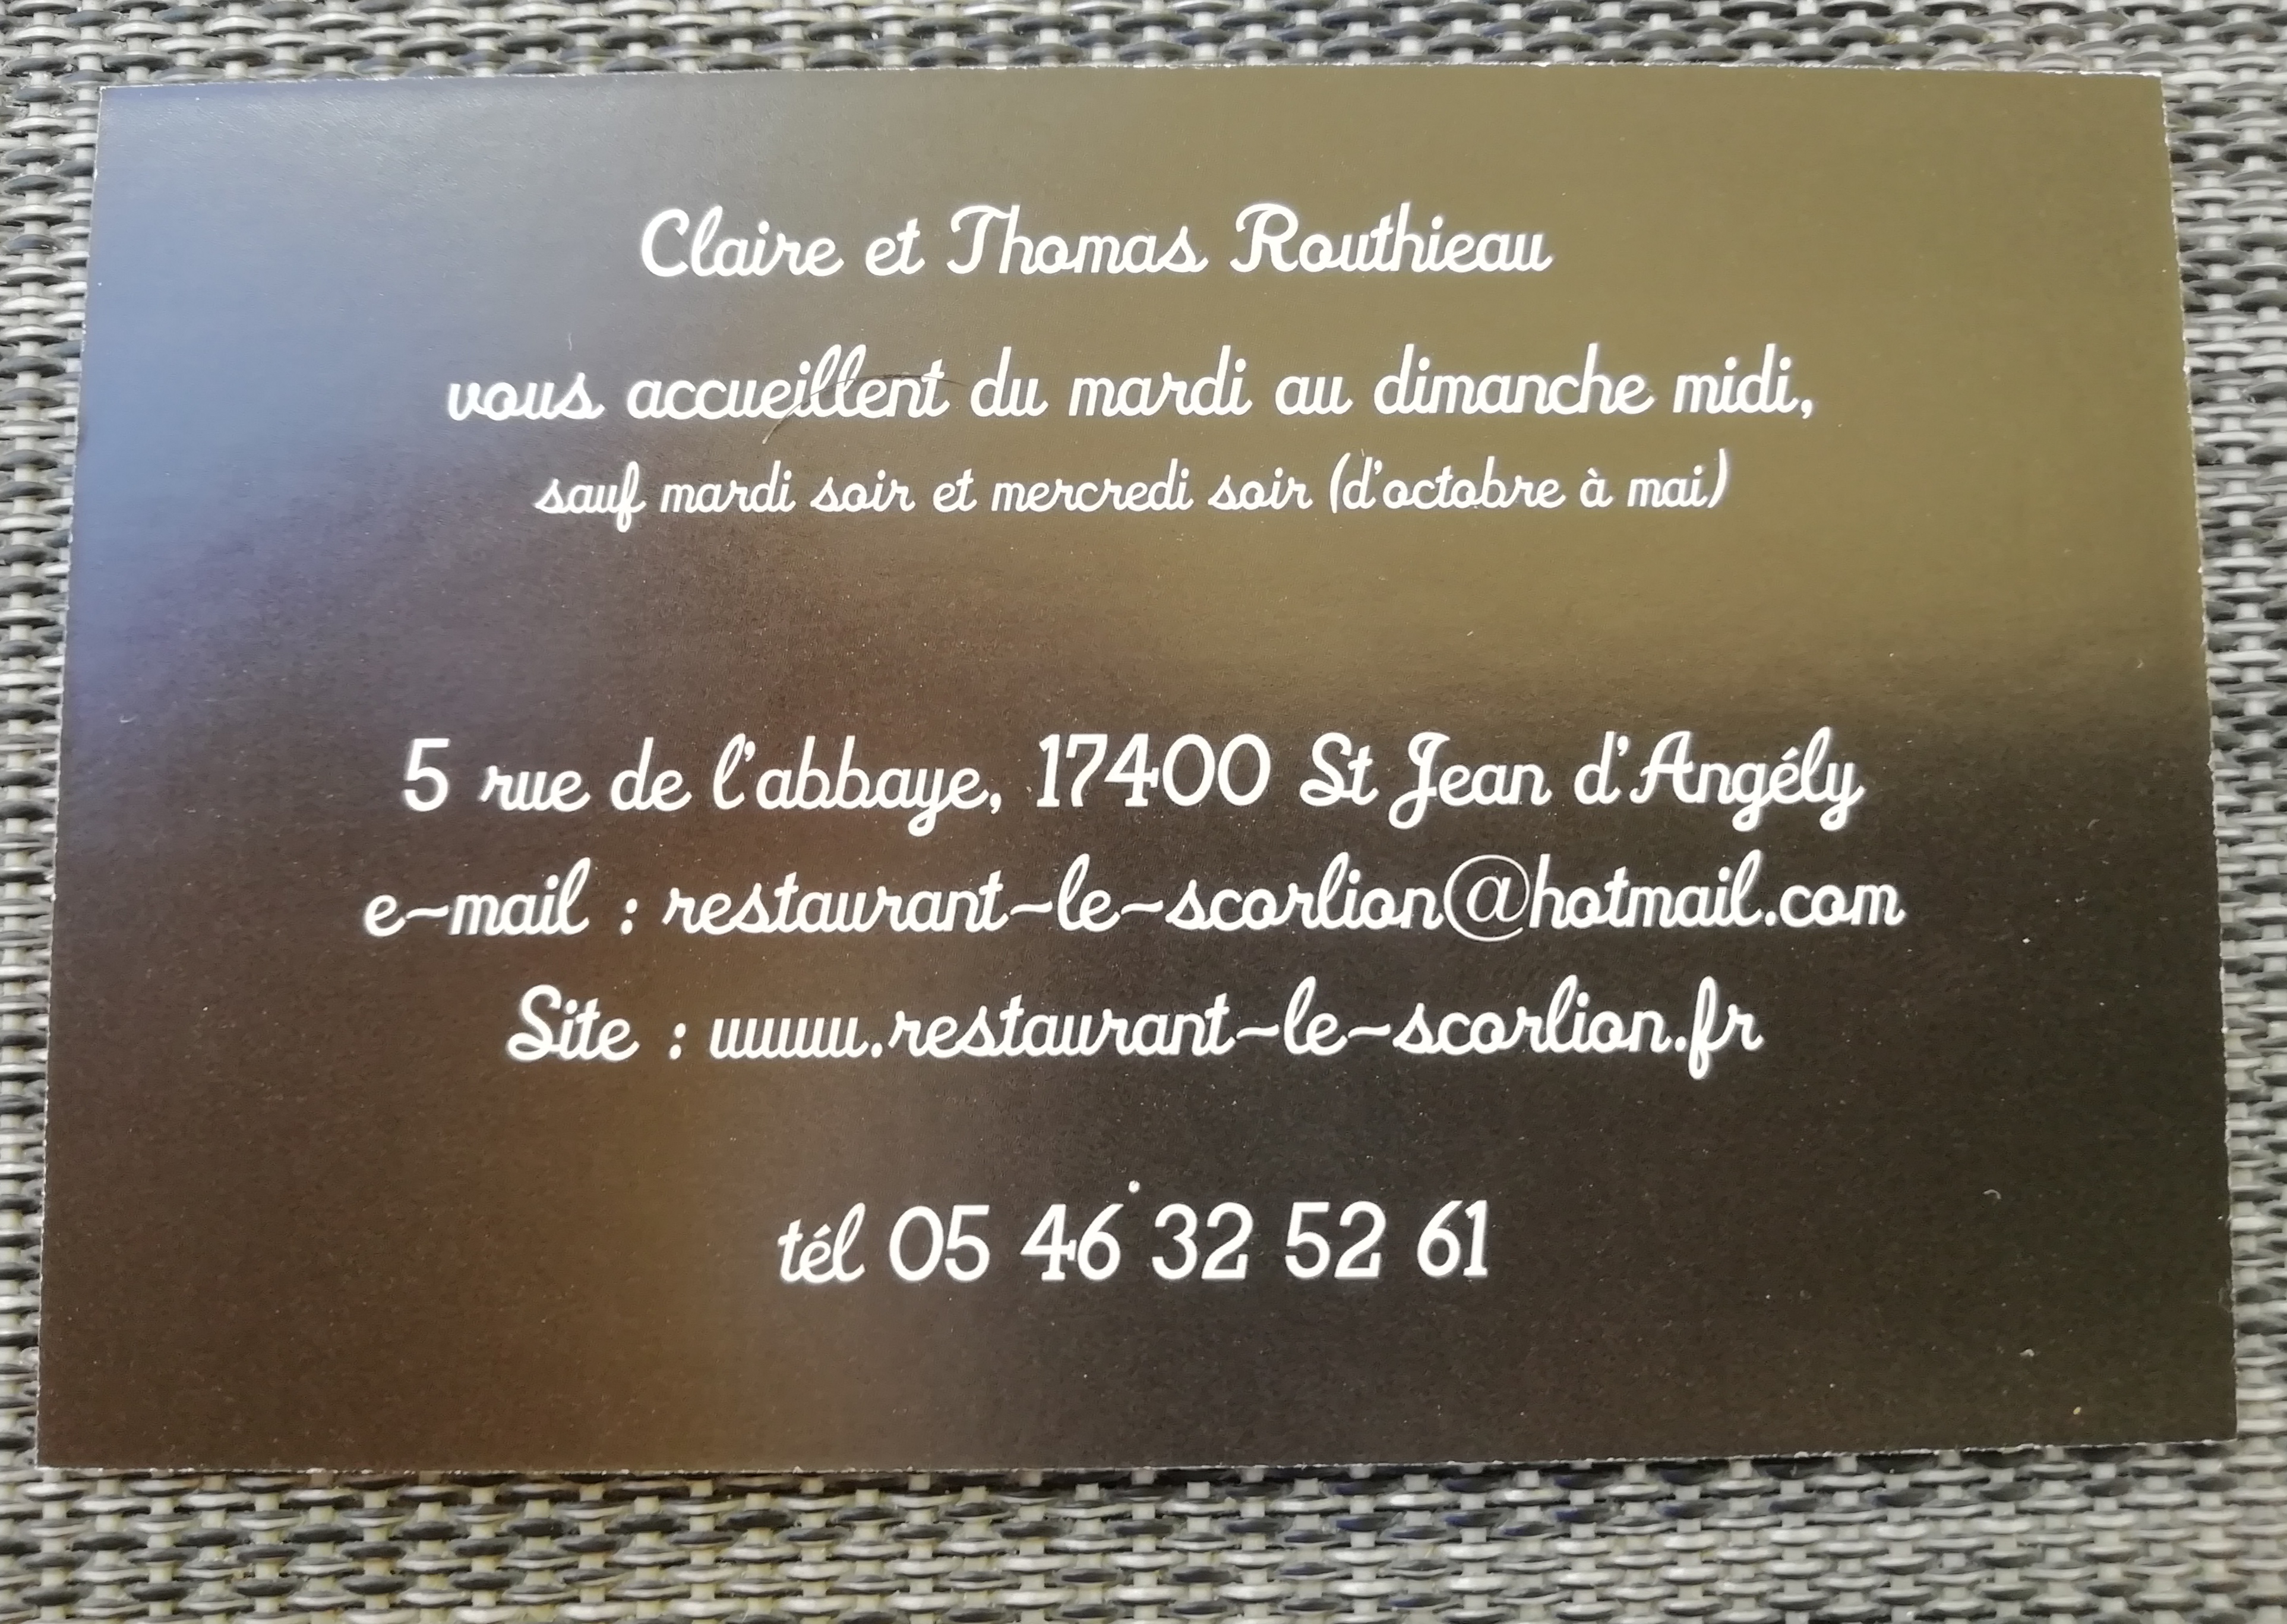 Claire et Thomas Routhieau
vous accueillent du mardi au dimanche midi,
sauf mardi soir et mercredi soir (d'octobre à mai)
5 rue de l'abbaye, 17400 St Jean d'Angély
e-mail : restaurant-le-scorlion@hotmail.com
Site : www.restaurant-le-scorlion.fr
tél 05 46 32 52 61